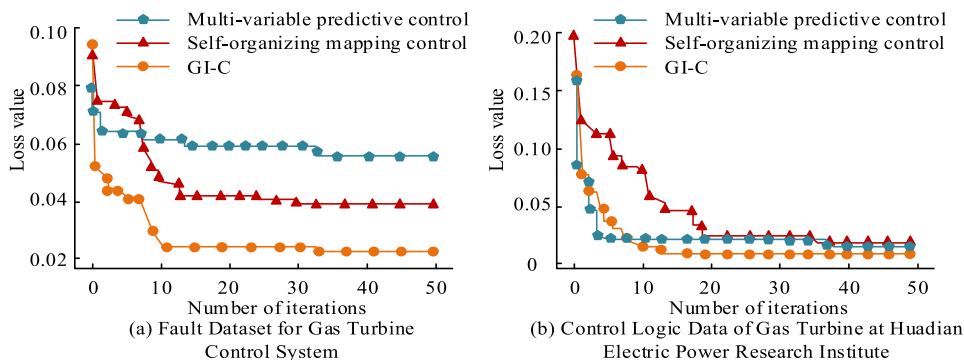 Multi-variable predictive control
Self-organizing mapping control
GI-C
0.10
0.08
0.06
0.04
0.02
Loss value
0 10 20 30 40 50
Number of iterations
(a) Fault Dataset for Gas Turbine
Control System
Multi-variable predictive control
Self-organizing mapping control
GI-C
0.20
0.15
0.10
0.05
0
Loss value
0 10 20 30 40 50
Number of iterations
(b) Control Logic Data of Gas Turbine at Huadian
Electric Power Research Institute